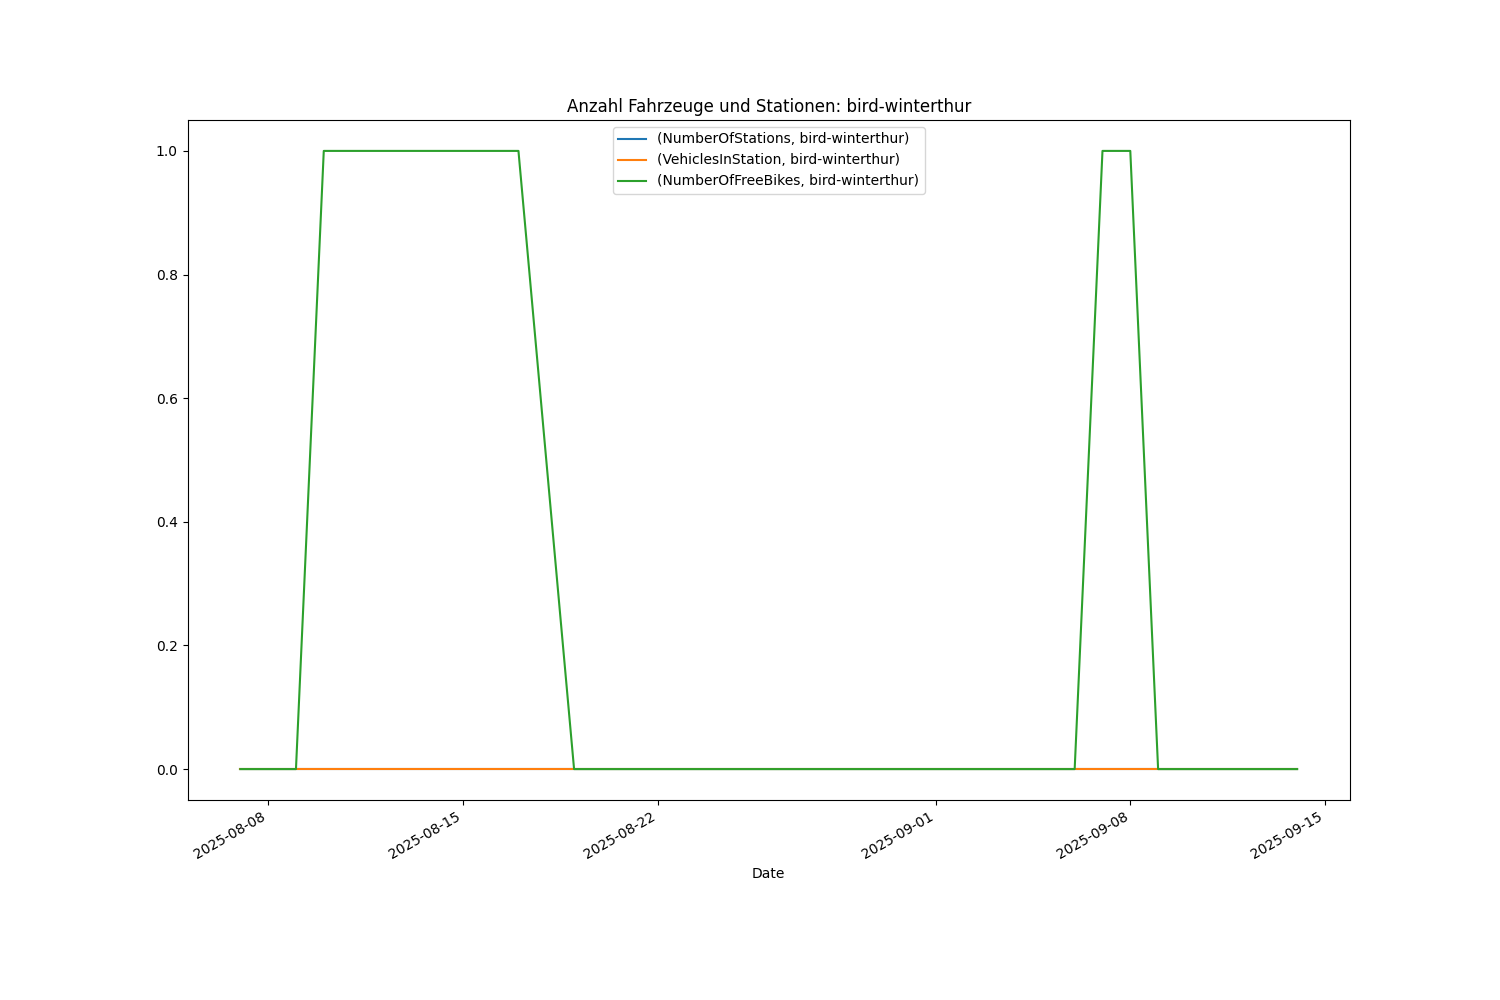 Anzahl Fahrzeuge und Stationen: bird-winterthur
(NumberOfStations, bird-winterthur)
(VehiclesInStation, bird-winterthur)
(NumberOfFreeBikes, bird-winterthur)
1.0
0.8
0.6
0.4
0.2
0.0
2025-08-08
2025-08-15
2025-08-22
2025-09-01
2025-09-08
2025-09-15
Date